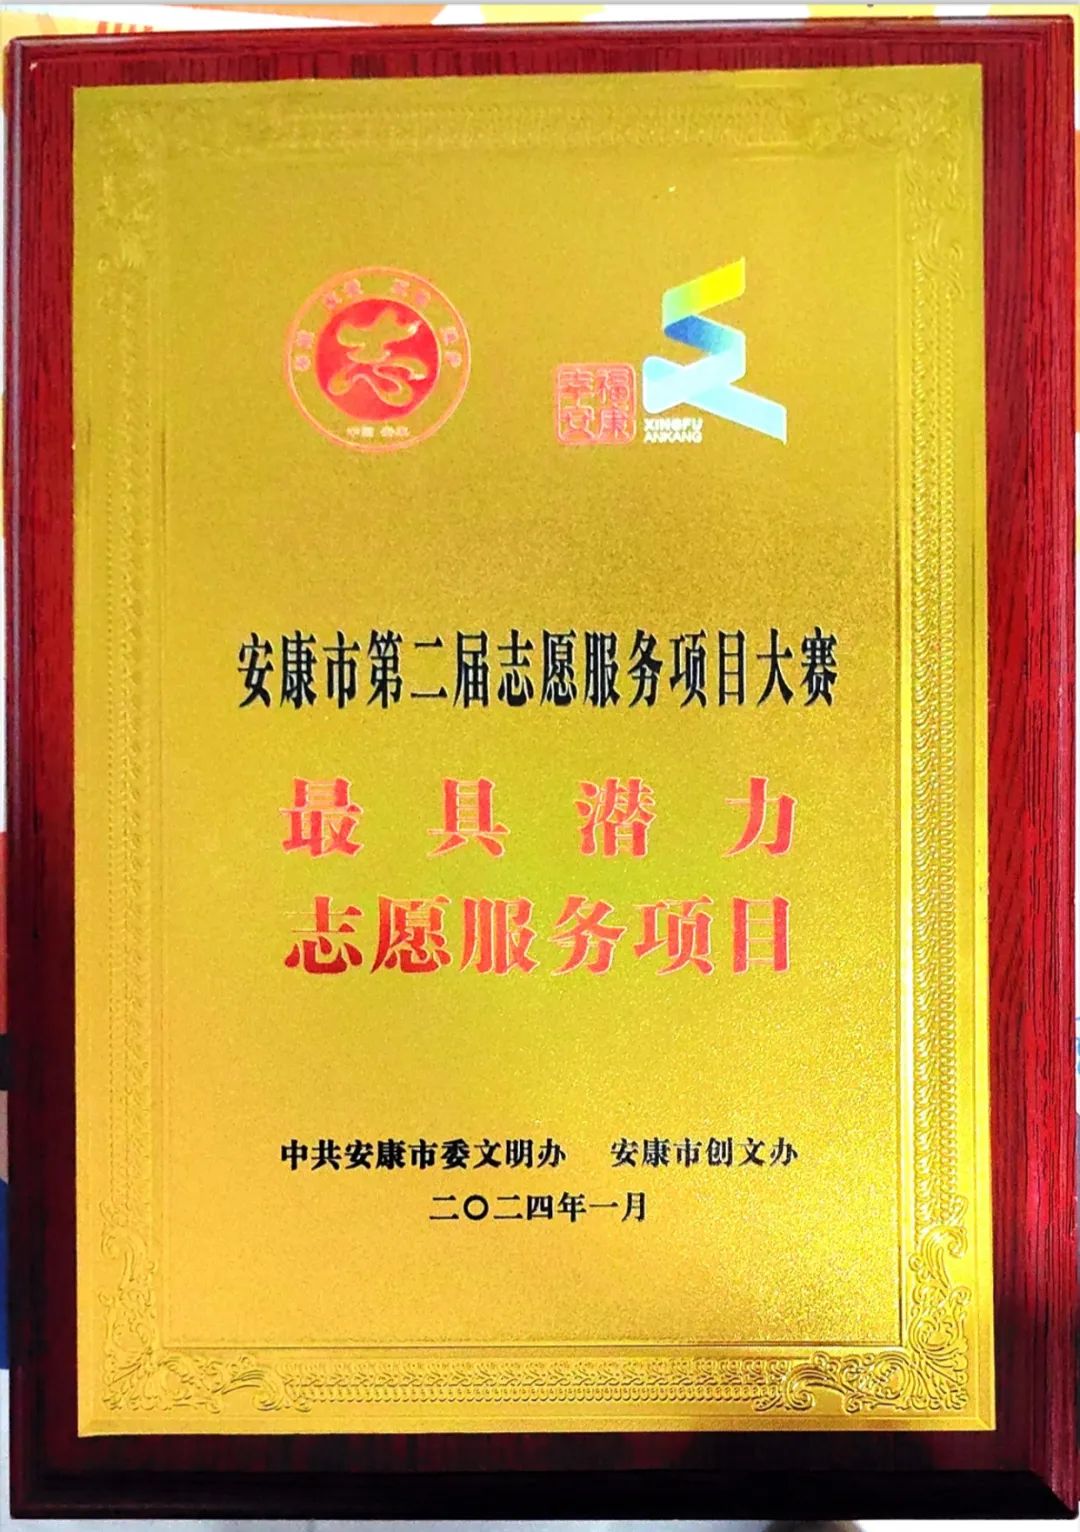 志
幸福
安康
XINGFU
ANKANG
安康市第二届志愿服务项目大赛
最具潜力
志愿服务项目
中共安康市委文明办 安康市创文办
二〇二四年一月